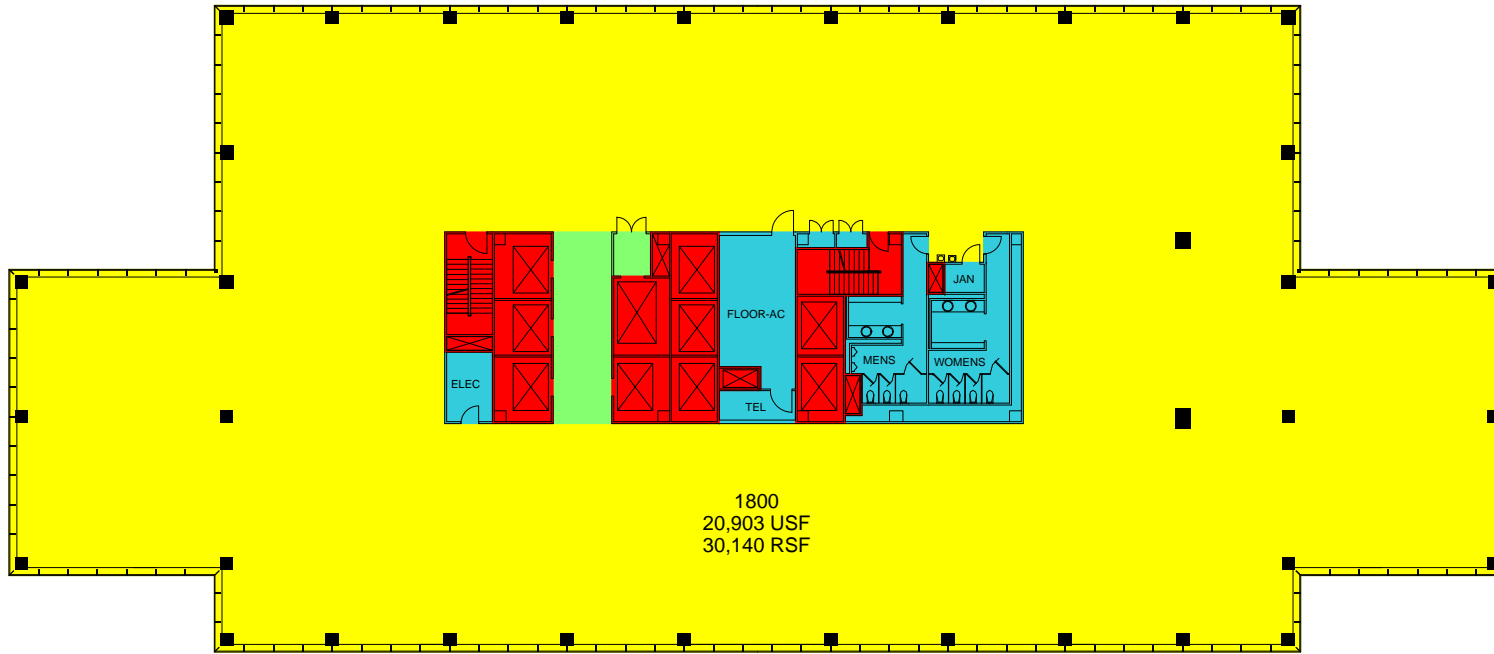 JAN
FLOOR-AC
MENS
WOMENS
ELEC
TEL
1800
20,903 USF
30,140 RSF